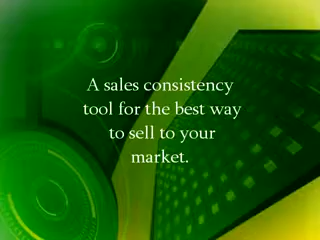 A sales consistency
tool for the best way
to sell to your
market.